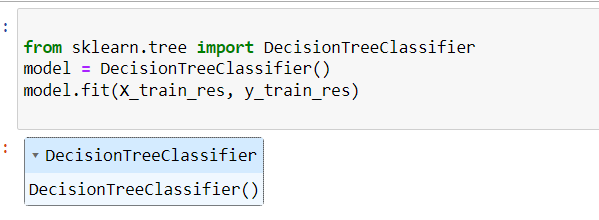 :
from sklearn.tree import DecisionTreeClassifier
model = DecisionTreeClassifier()
model.fit(X_train_res, y_train_res)
:
▾ DecisionTreeClassifier
DecisionTreeClassifier()